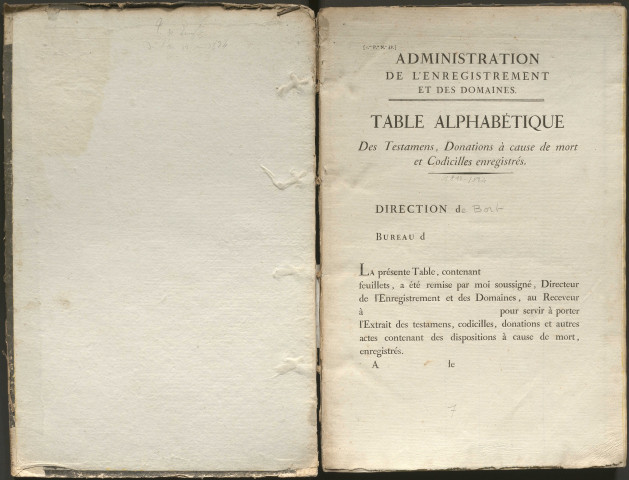 ADMINISTRATION
DE L'ENREGISTREMENT
ET DES DOMAINES.
TABLE ALPHABÉTIQUE
Des Testamens, Donations à cause de mort
et Codicilles enregistrés.
DIRECTION de Bort
BUREAU d
LA présente Table, contenant
feuillets, a été remise par moi soussigné, Directeur
de l'Enregistrement et des Domaines, au Receveur
à pour servir à porter
l'Extrait des testamens, codicilles, donations et autres
actes contenant des dispositions à cause de mort,
enregistrés.
A le